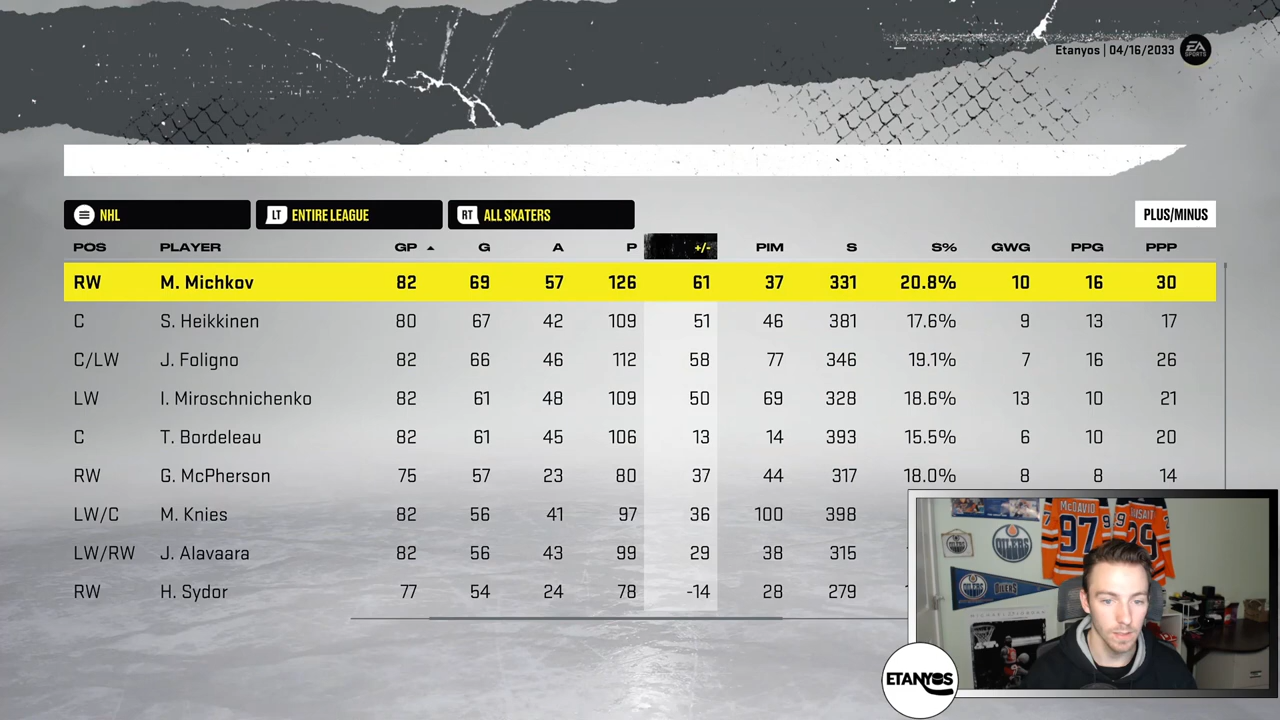 Etanyos | 04/16/2033
EA
SPORTS
NHL
LT ENTIRE LEAGUE
RT ALL SKATERS
PLUS/MINUS
POS PLAYER GP G A P +/- PIM S S% GWG PPG PPP
RW M. Michkov 82 69 57 126 61 37 331 20.8% 10 16 30
C S. Heikkinen 80 67 42 109 51 46 381 17.6% 9 13 17
C/LW J. Foligno 82 66 46 112 58 77 346 19.1% 7 16 26
LW I. Miroschnichenko 82 61 48 109 50 69 328 18.6% 13 10 21
C T. Bordeleau 82 61 45 106 13 14 393 15.5% 6 10 20
RW G. McPherson 75 57 23 80 37 44 317 18.0% 8 8 14
LW/C M. Knies 82 56 41 97 36 100 398
LW/RW J. Alavaara 82 56 43 99 29 38 315
RW H. Sydor 77 54 24 78 -14 28 279
McDAVID
97
29
OILERS
OILERS
ETANYOS